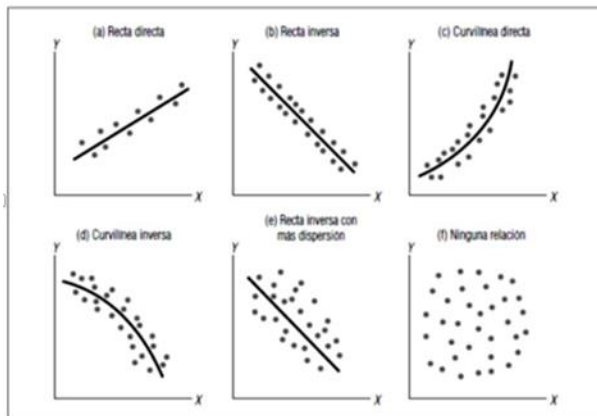 (a) Recta directa
(b) Recta inversa
(c) Curvilínea directa
Y
Y
Y
X
X
X
(d) Curvilínea inversa
(e) Recta inversa con
más dispersión
(f) Ninguna relación
Y
Y
Y
X
X
X